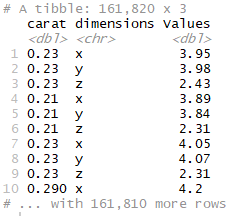 # A tibble: 161,820 x 3
carat dimensions Values
<dbl> <chr> <dbl>
1 0.23 x 3.95
2 0.23 y 3.98
3 0.23 z 2.43
4 0.21 x 3.89
5 0.21 y 3.84
6 0.21 z 2.31
7 0.23 x 4.05
8 0.23 y 4.07
9 0.23 z 2.31
10 0.290 x 4.2
# ... with 161,810 more rows